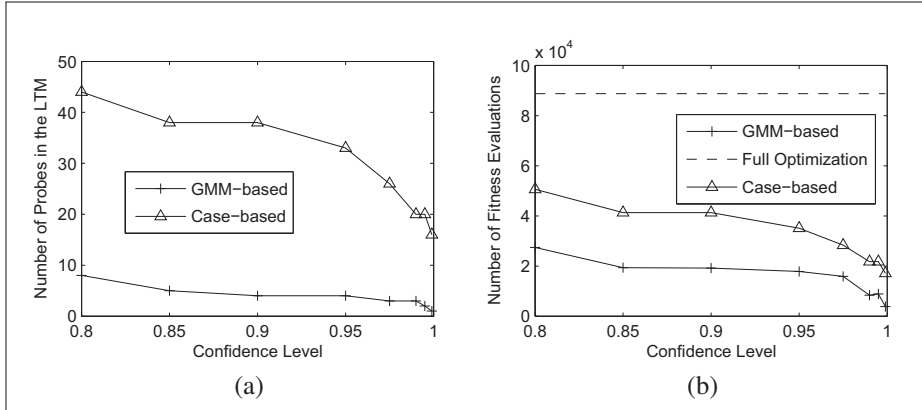 50
40
30
20
10
0
0.8 0.85 0.9 0.95 1
Number of Probes in the LTM
Confidence Level
GMM−based
Case−based
(a)
x 10^4
10
8
6
4
2
0
0.8 0.85 0.9 0.95 1
Number of Fitness Evaluations
Confidence Level
GMM−based
Full Optimization
Case−based
(b)